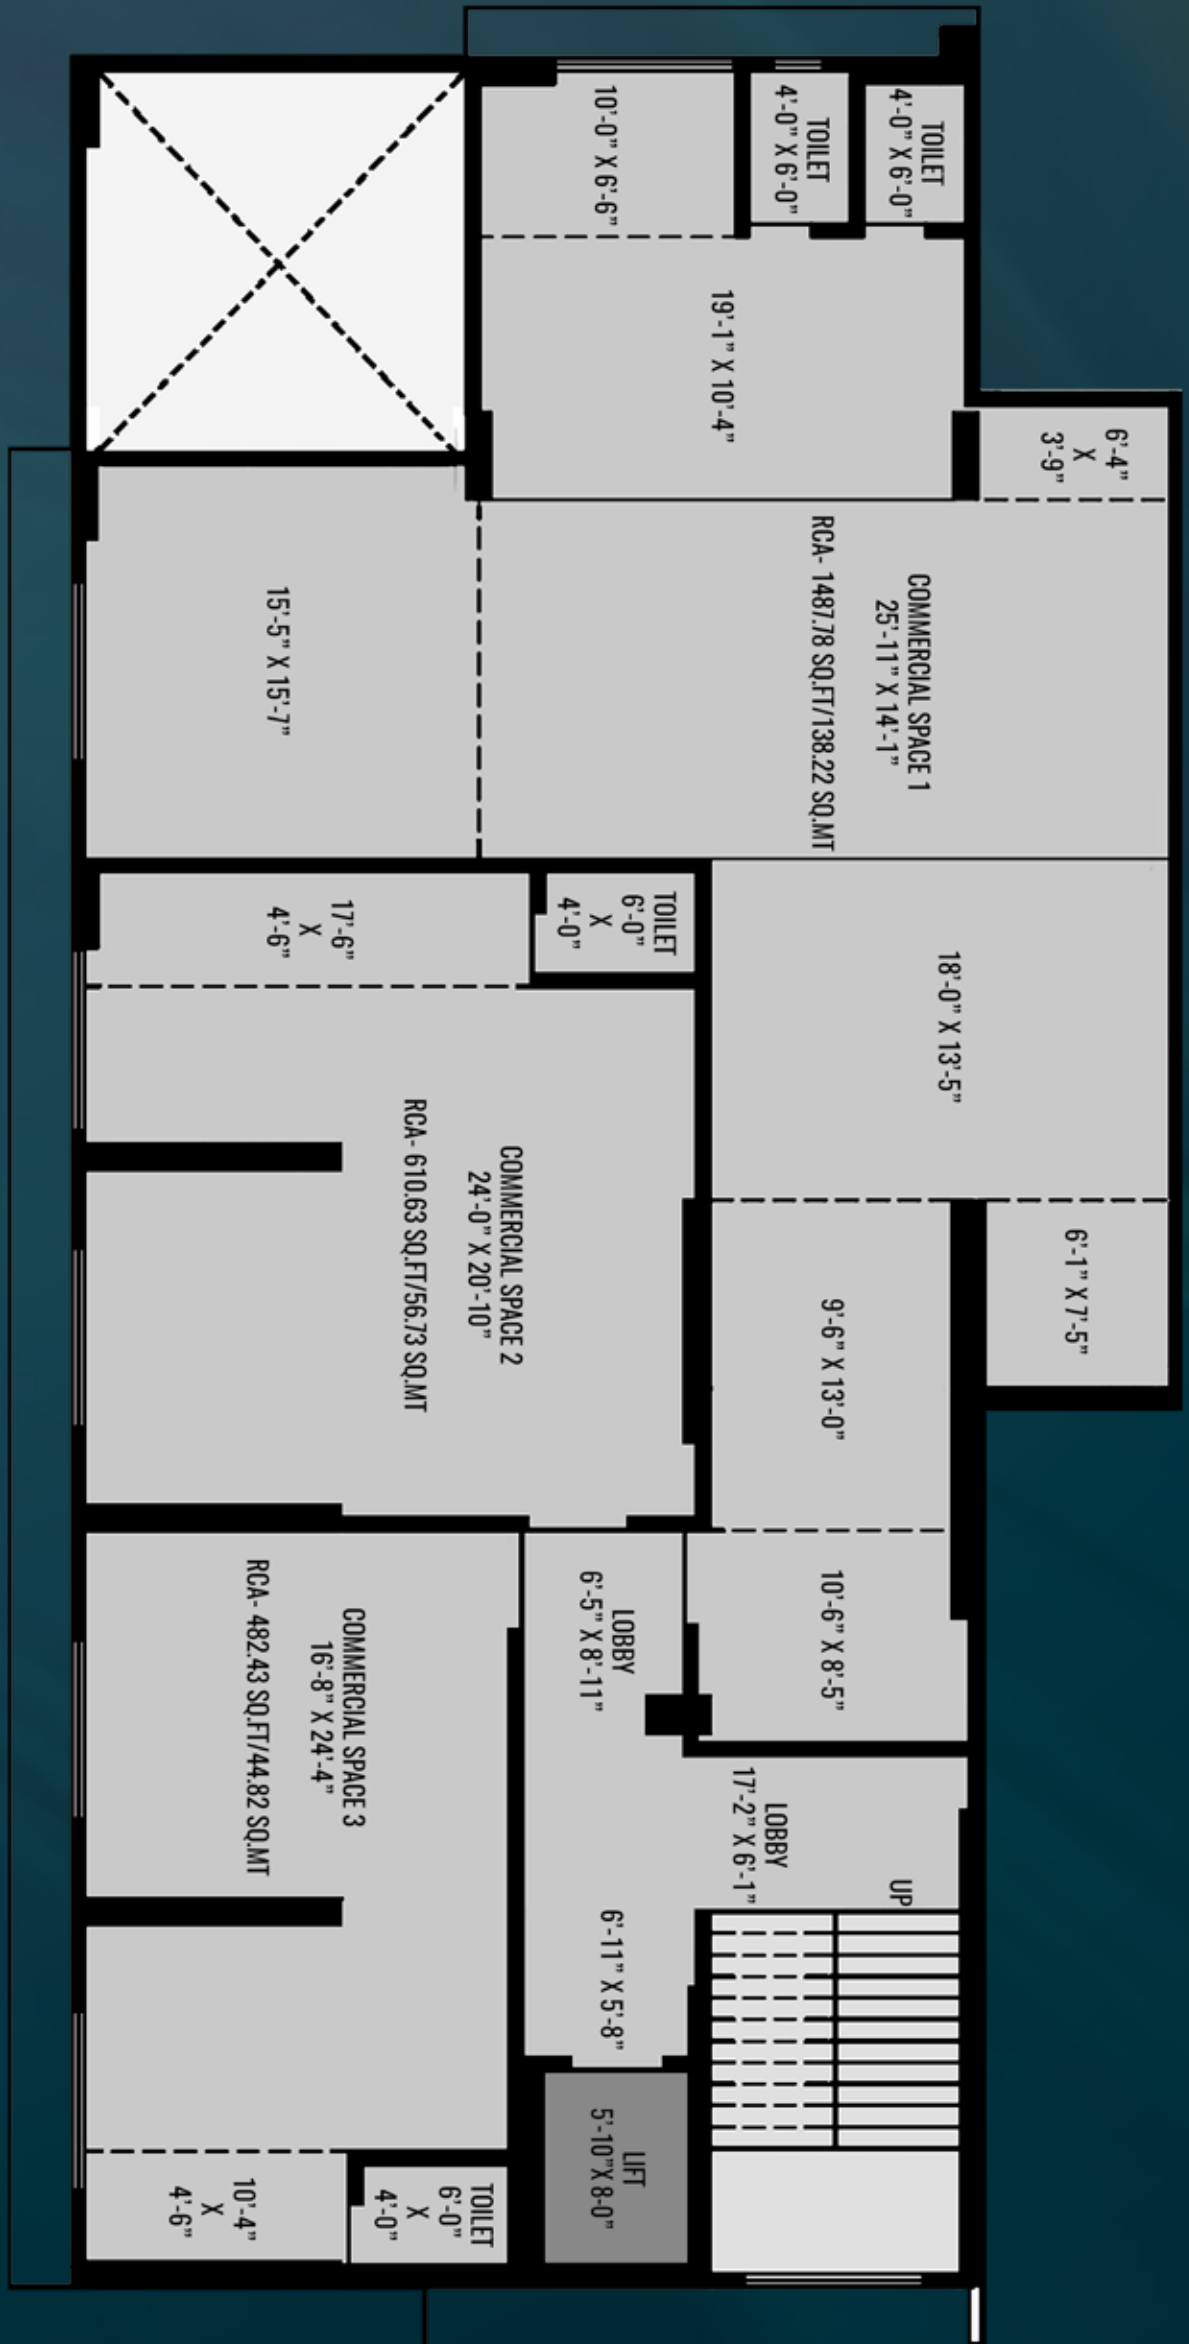 TOILET
4'-0" X 6'-0"
TOILET
4'-0" X 6'-0"
10'-0" X 6'-6"
19'-1" X 10'-4"
6'-4"
X
3'-9"
COMMERCIAL SPACE 1
25'-11" X 14'-1"
RCA- 1487.78 SQ.FT/138.22 SQ.MT
15'-5" X 15'-7"
18'-0" X 13'-5"
TOILET
6'-0"
X
4'-0"
17'-6"
X
4'-6"
COMMERCIAL SPACE 2
24'-0" X 20'-10"
RCA- 610.63 SQ.FT/56.73 SQ.MT
6'-1" X 7'-5"
9'-6" X 13'-0"
10'-6" X 8'-5"
LOBBY
6'-5" X 8'-11"
COMMERCIAL SPACE 3
16'-8" X 24'-4"
RCA- 482.43 SQ.FT/44.82 SQ.MT
LOBBY
17'-2" X 6'-1"
UP
6'-11" X 5'-8"
LIFT
5'-10"X 8-0"
TOILET
6'-0"
X
4'-0"
10'-4"
X
4'-6"